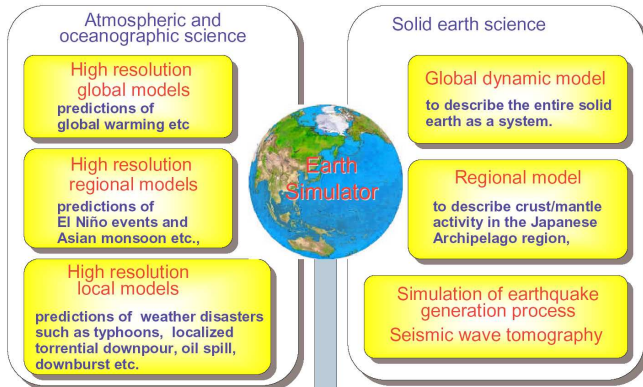 Atmospheric and
oceanographic science
High resolution
global models
predictions of
global warming etc
High resolution
regional models
predictions of
El Niño events and
Asian monsoon etc.,
High resolution
local models
predictions of weather disasters
such as typhoons, localized
torrential downpour, oil spill,
downburst etc.
Earth
Simulator
Solid earth science
Global dynamic model
to describe the entire solid
earth as a system.
Regional model
to describe crust/mantle
activity in the Japanese
Archipelago region,
Simulation of earthquake
generation process
Seismic wave tomography